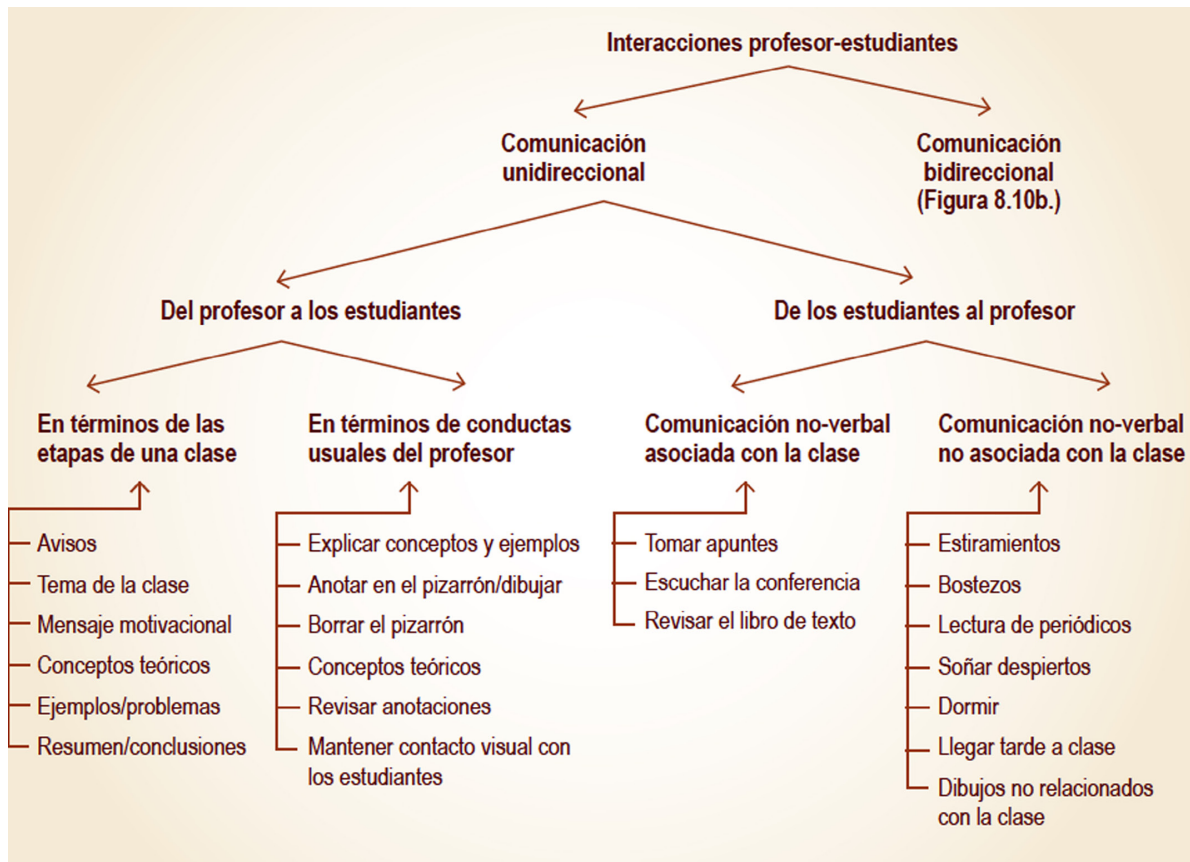 Interacciones profesor-estudiantes
Comunicación
unidireccional
Comunicación
bidireccional
(Figura 8.10b.)
Del profesor a los estudiantes
De los estudiantes al profesor
En términos de las
etapas de una clase
En términos de conductas
usuales del profesor
Comunicación no-verbal
asociada con la clase
Comunicación no-verbal
no asociada con la clase
Avisos
Tema de la clase
Mensaje motivacional
Conceptos teóricos
Ejemplos/problemas
Resumen/conclusiones
Explicar conceptos y ejemplos
Anotar en el pizarrón/dibujar
Borrar el pizarrón
Conceptos teóricos
Revisar anotaciones
Mantener contacto visual con
los estudiantes
Tomar apuntes
Escuchar la conferencia
Revisar el libro de texto
Estiramientos
Bostezos
Lectura de periódicos
Soñar despiertos
Dormir
Llegar tarde a clase
Dibujos no relacionados
con la clase